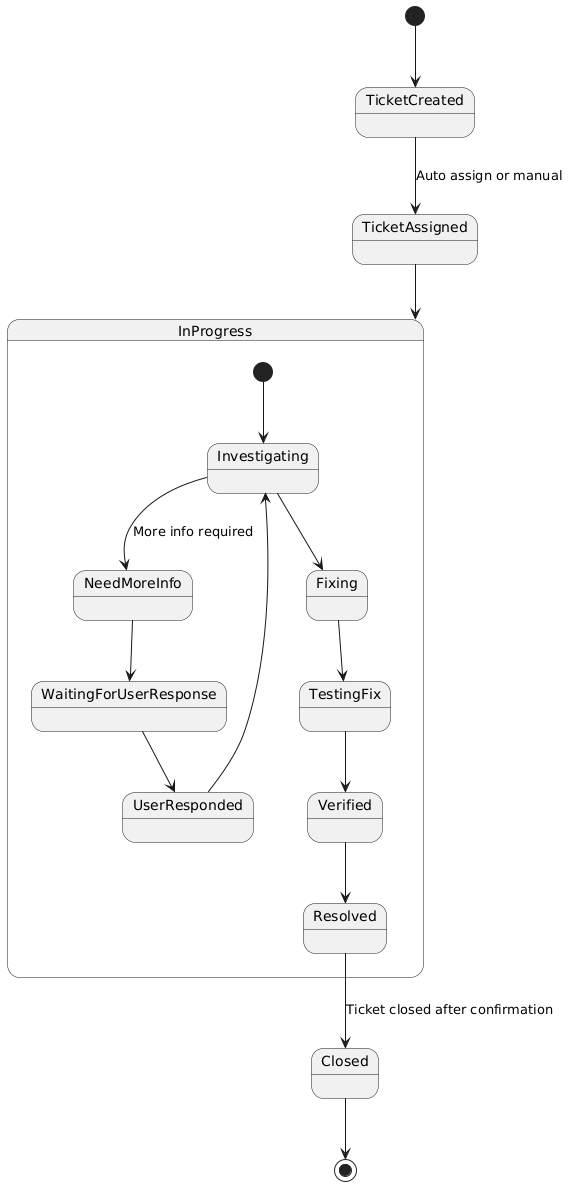 TicketCreated
Auto assign or manual
TicketAssigned
InProgress
Investigating
More info required
NeedMoreInfo
Fixing
WaitingForUserResponse
TestingFix
UserResponded
Verified
Resolved
Ticket closed after confirmation
Closed